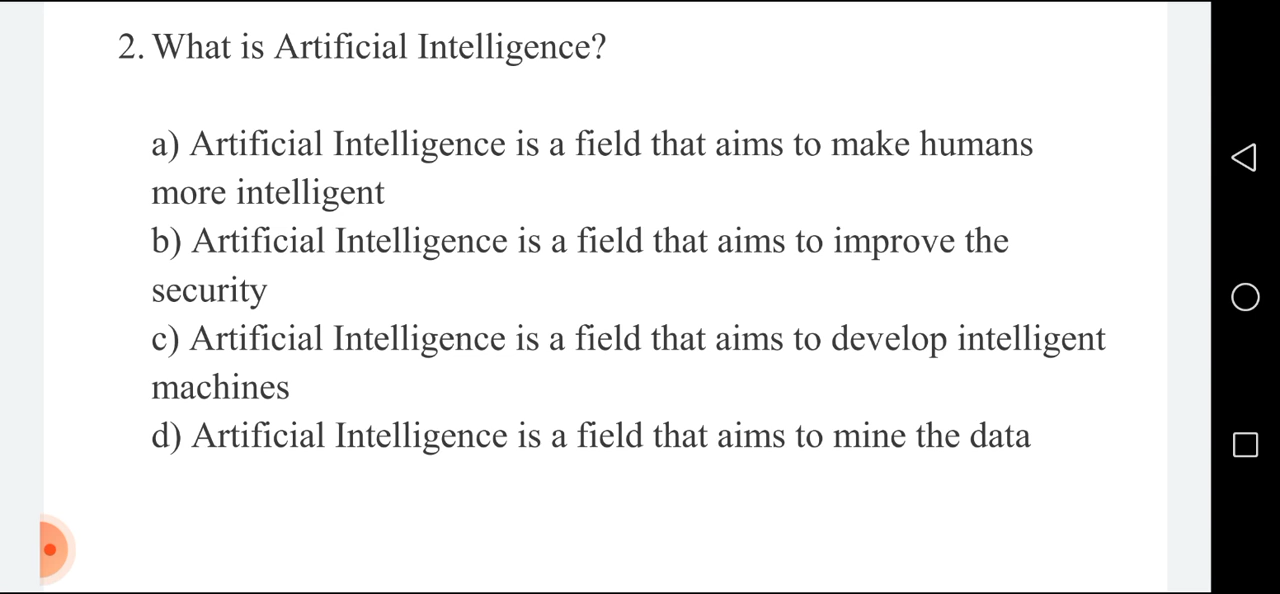 2. What is Artificial Intelligence?
a) Artificial Intelligence is a field that aims to make humans
more intelligent
b) Artificial Intelligence is a field that aims to improve the
security
c) Artificial Intelligence is a field that aims to develop intelligent
machines
d) Artificial Intelligence is a field that aims to mine the data